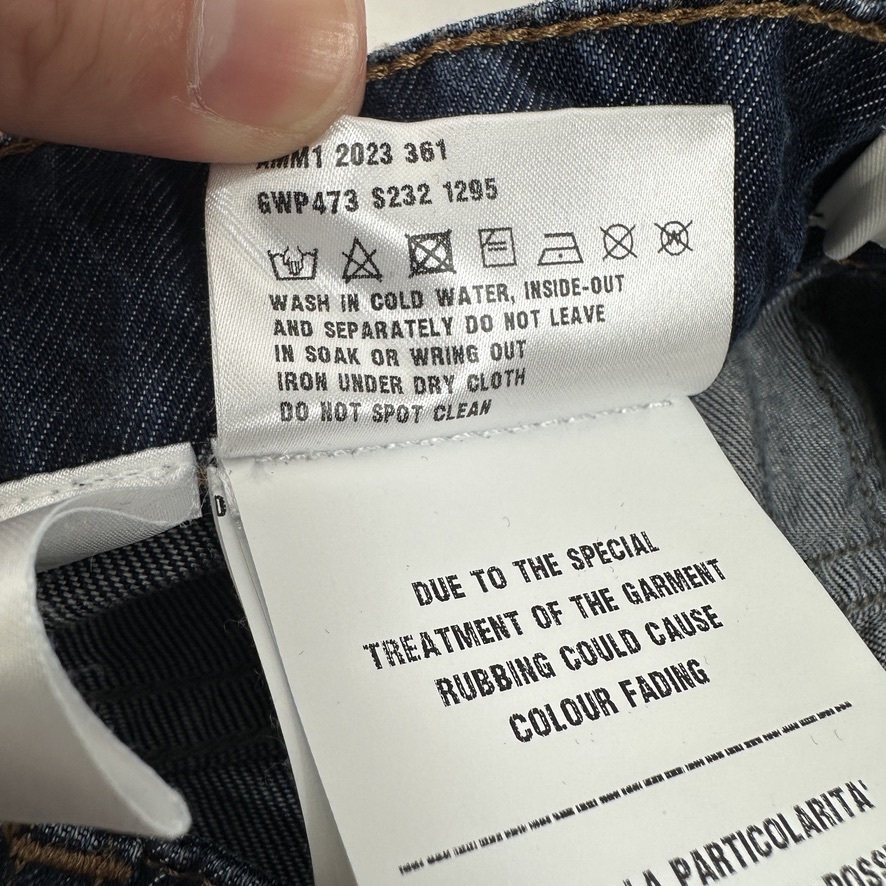 AMM1 2023 361
GWP473 S232 1295
WASH IN COLD WATER, INSIDE-OUT
AND SEPARATELY DO NOT LEAVE
IN SOAK OR WRING OUT
IRON UNDER DRY CLOTH
DO NOT SPOT CLEAN
DUE TO THE SPECIAL
TREATMENT OF THE GARMENT
RUBBING COULD CAUSE
COLOUR FADING
LA PARTICOLARITA'